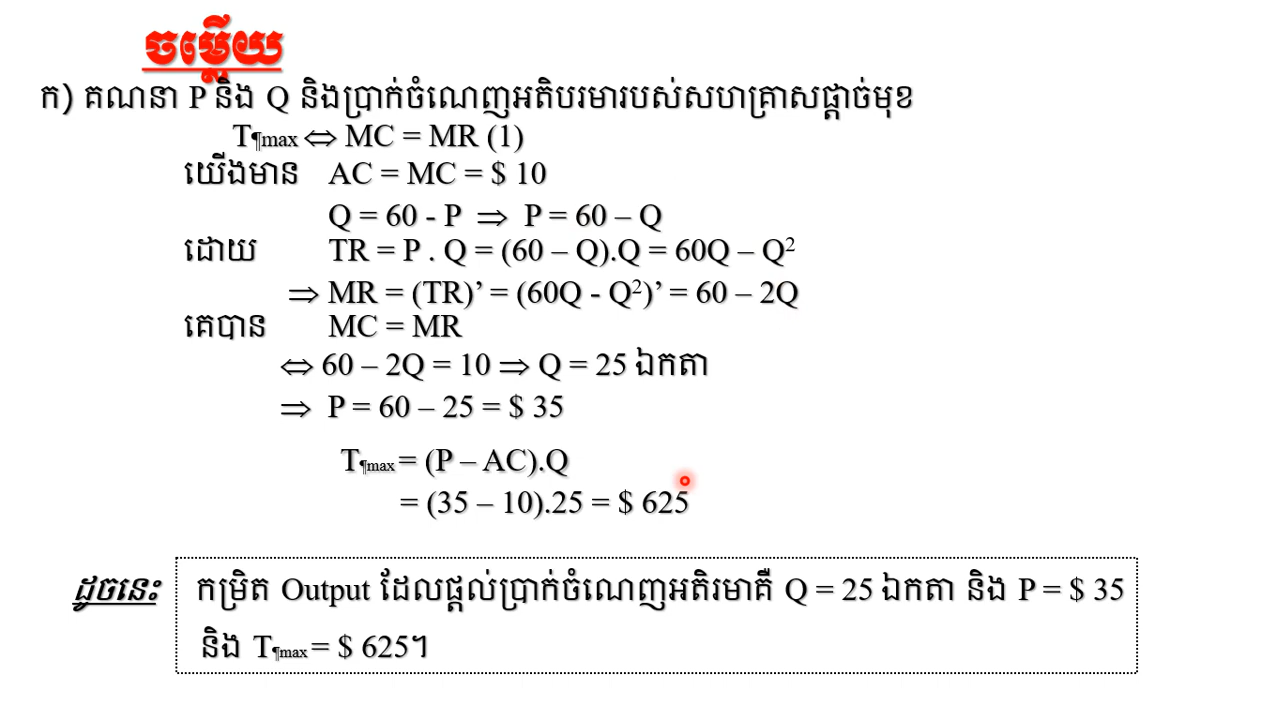 ចម្លើយ
ក) គណនា P និង Q និងប្រាក់ចំណេញអតិបរមារបស់សហគ្រាសផ្តាច់មុខ
T¶max ⇔ MC = MR (1)
យើងមាន AC = MC = $ 10
Q = 60 - P ⇒ P = 60 – Q
ដោយ TR = P . Q = (60 – Q).Q = 60Q – Q²
⇒ MR = (TR)’ = (60Q - Q²)’ = 60 – 2Q
គេបាន MC = MR
⇔ 60 – 2Q = 10 ⇒ Q = 25 ឯកតា
⇒ P = 60 – 25 = $ 35
T¶max = (P – AC).Q
= (35 – 10).25 = $ 625
ដូចនេះ កម្រិត Output ដែលផ្តល់ប្រាក់ចំណេញអតិរមាគឺ Q = 25 ឯកតា និង P = $ 35
និង T¶max = $ 625។